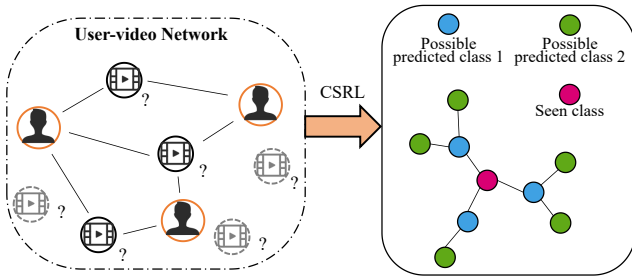 User-video Network
?
?
?
?
?
?
CSRL
Possible
predicted class 1
Possible
predicted class 2
Seen class